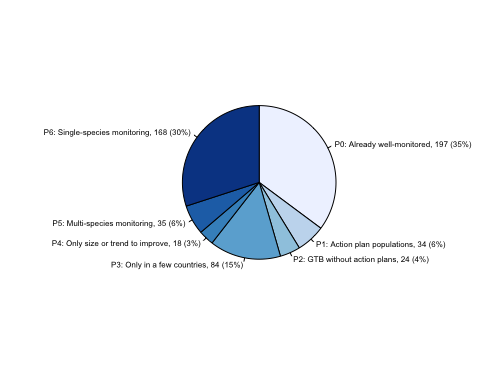 P6: Single-species monitoring, 168 (30%)
P0: Already well-monitored, 197 (35%)
P5: Multi-species monitoring, 35 (6%)
P4: Only size or trend to improve, 18 (3%)
P1: Action plan populations, 34 (6%)
P2: GTB without action plans, 24 (4%)
P3: Only in a few countries, 84 (15%)